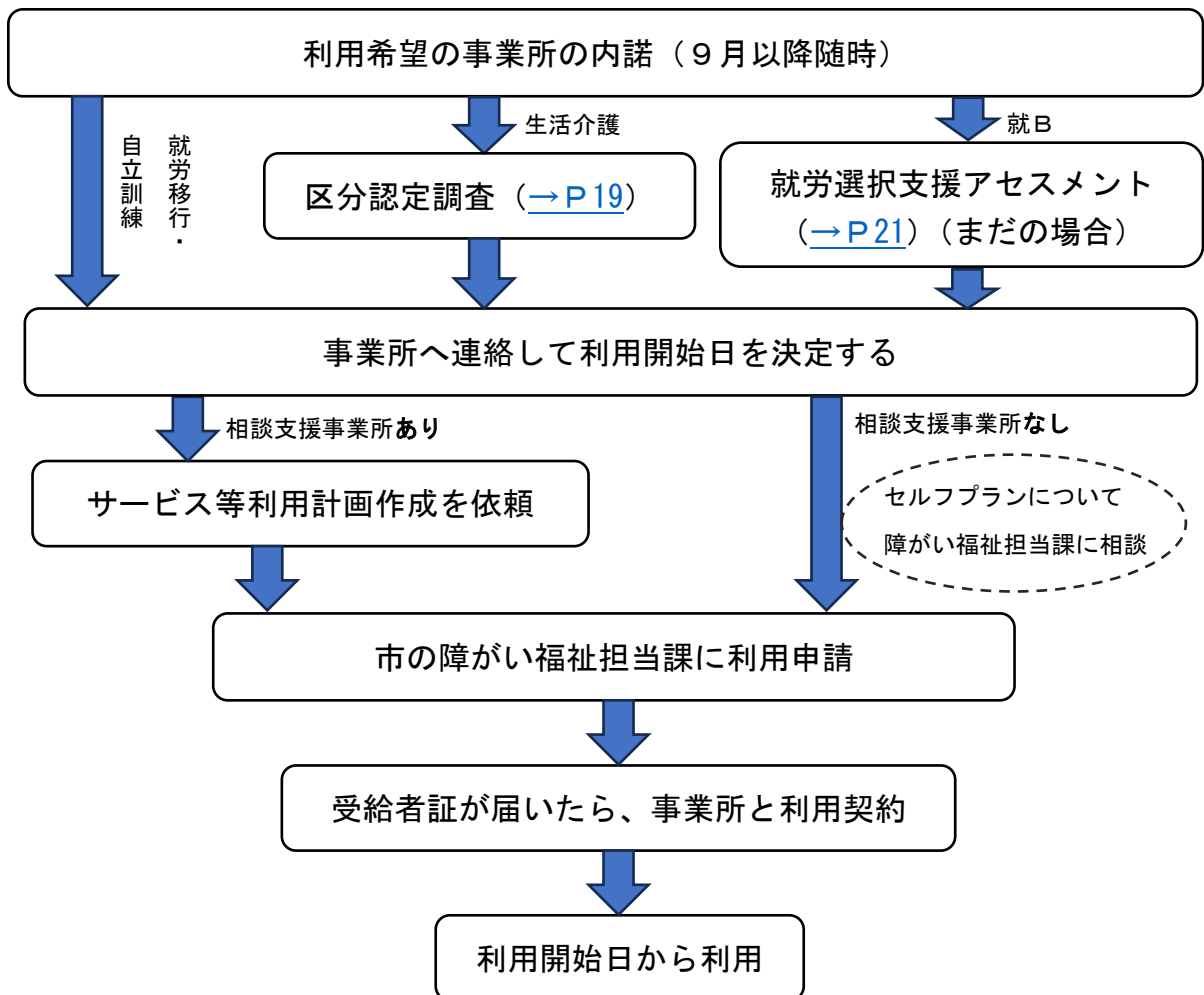 利用希望の事業所の内諾（９月以降随時）
就労移行・
自立訓練
生活介護
就Ｂ
区分認定調査（→Ｐ19）
就労選択支援アセスメント
（→Ｐ21）（まだの場合）
事業所へ連絡して利用開始日を決定する
相談支援事業所あり
相談支援事業所なし
サービス等利用計画作成を依頼
セルフプランについて
障がい福祉担当課に相談
市の障がい福祉担当課に利用申請
受給者証が届いたら、事業所と利用契約
利用開始日から利用